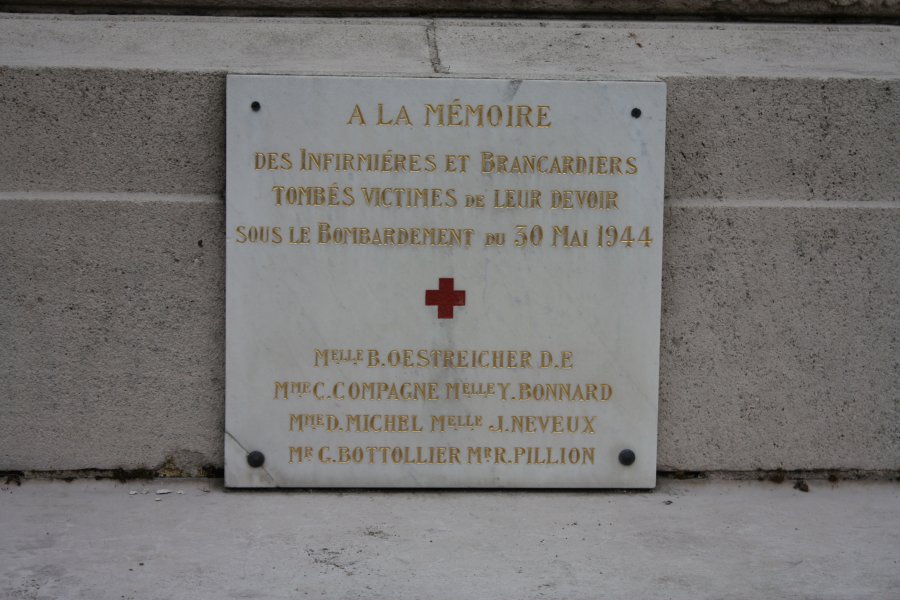 A LA MÉMOIRE
DES INFIRMIÉRES ET BRANCARDIERS
TOMBÉS VICTIMES DE LEUR DEVOIR
SOUS LE BOMBARDEMENT DU 30 MAI 1944
MELLE B. OESTREICHER D.E
MME C. COMPAGNE MELLE Y. BONNARD
MME D. MICHEL MELLE J. NEVEUX
MR G. BOTTOLLIER MR R. PILLION